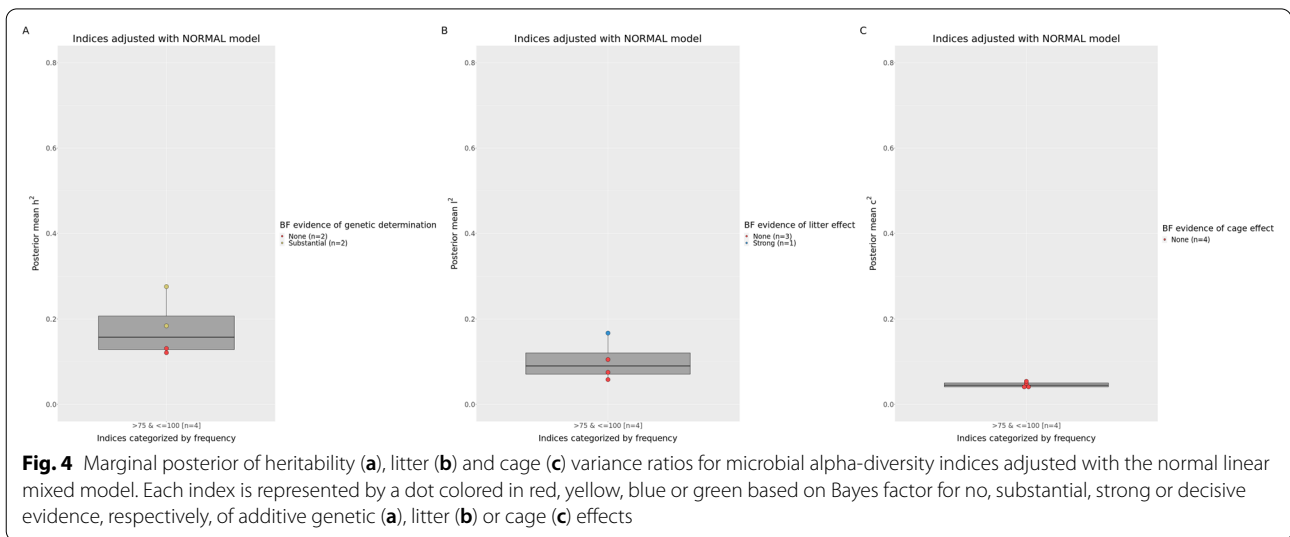 A
Indices adjusted with NORMAL model
0.8
0.6
0.4
0.2
0.0
Posterior mean h²
>75 & <=100 [n=4]
Indices categorized by frequency
BF evidence of genetic determination
None (n=2)
Substantial (n=2)
B
Indices adjusted with NORMAL model
0.8
0.6
0.4
0.2
0.0
Posterior mean l²
>75 & <=100 [n=4]
Indices categorized by frequency
BF evidence of litter effect
None (n=3)
Strong (n=1)
C
Indices adjusted with NORMAL model
0.8
0.6
0.4
0.2
0.0
Posterior mean c²
>75 & <=100 [n=4]
Indices categorized by frequency
BF evidence of cage effect
None (n=4)
Fig. 4 Marginal posterior of heritability (a), litter (b) and cage (c) variance ratios for microbial alpha-diversity indices adjusted with the normal linear
mixed model. Each index is represented by a dot colored in red, yellow, blue or green based on Bayes factor for no, substantial, strong or decisive
evidence, respectively, of additive genetic (a), litter (b) or cage (c) effects